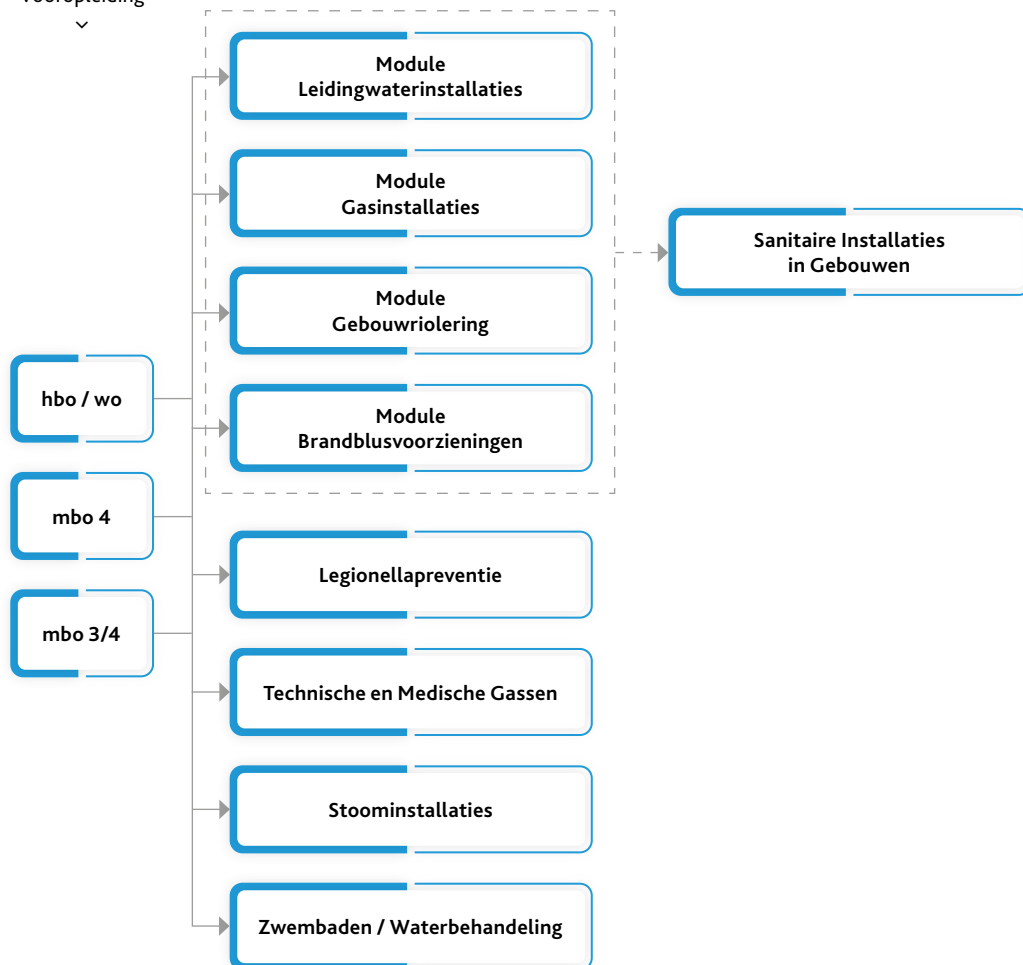 Vooropleiding
Module
Leidingwaterinstallaties
Module
Gasinstallaties
Sanitaire Installaties
in Gebouwen
Module
Gebouwriolering
hbo / wo
Module
Brandblusvoorzieningen
mbo 4
Legionellapreventie
mbo 3/4
Technische en Medische Gassen
Stoominstallaties
Zwembaden / Waterbehandeling